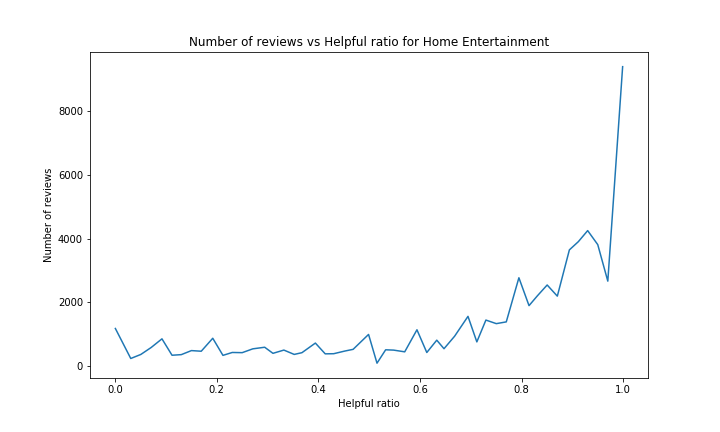 Number of reviews vs Helpful ratio for Home Entertainment
Number of reviews
8000
6000
4000
2000
0
0.0 0.2 0.4 0.6 0.8 1.0
Helpful ratio